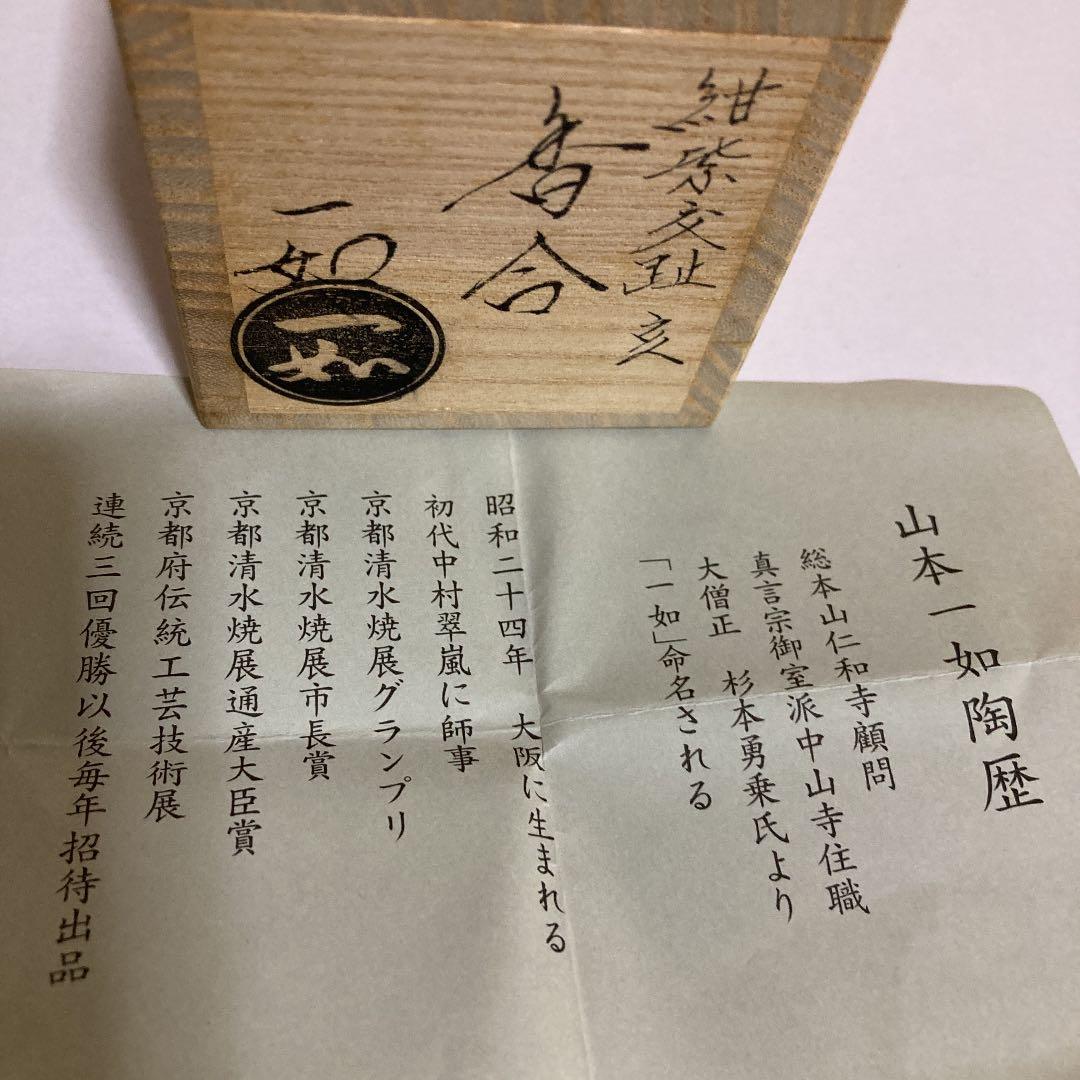 紺紫交趾 亥
香合
一如
一如
山本一如陶歴
総本山仁和寺顧問
真言宗御室派中山寺住職
大僧正 杉本勇乗氏より
「一如」命名される
昭和二十四年 大阪に生まれる
初代中村翠嵐に師事
京都清水焼展グランプリ
京都清水焼展市長賞
京都清水焼展通産大臣賞
京都府伝統工芸技術展
連続三回優勝以後毎年招待出品